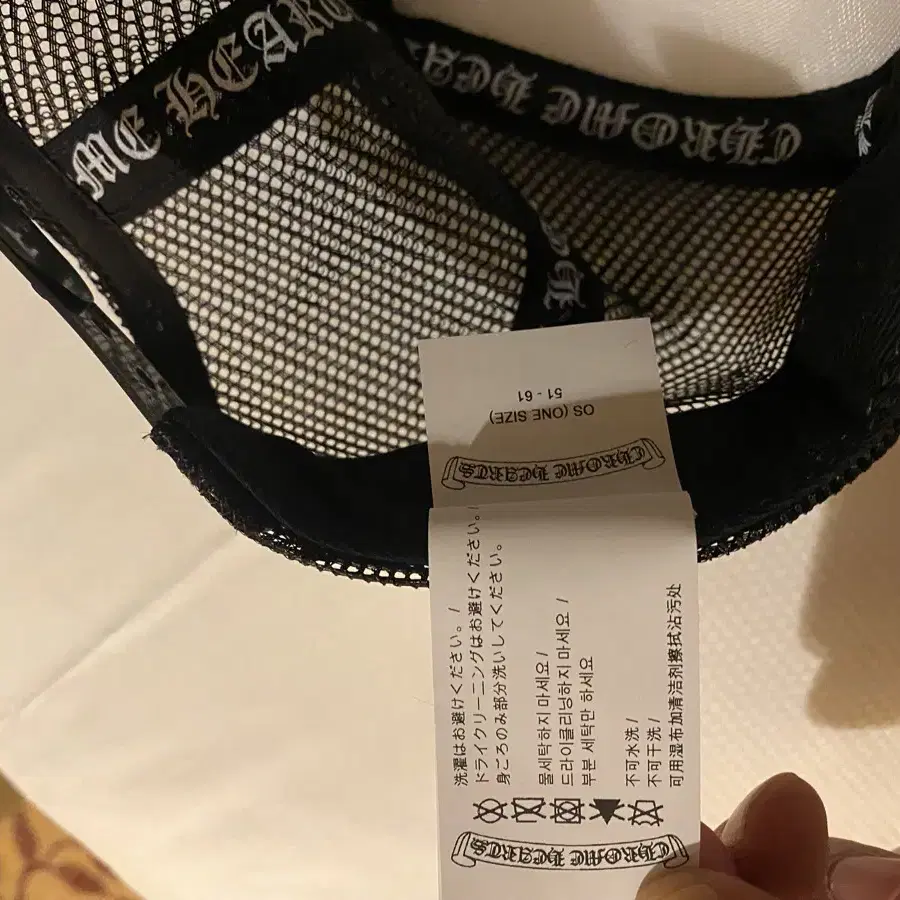 ME HEAR
CHROME HEA
CH
OS (ONE SIZE)
51 - 61
CHROME HEARTS
洗濯はお避けください。/
ドライクリーニングはお避けください。/
身ごろのみ部分洗いしてください。
물세탁하지 마세요 /
드라이클리닝하지 마세요 /
부분 세탁만 하세요
不可水洗 /
不可干洗 /
可用湿布加清洁剂擦拭沾污处
CHROME HEARTS